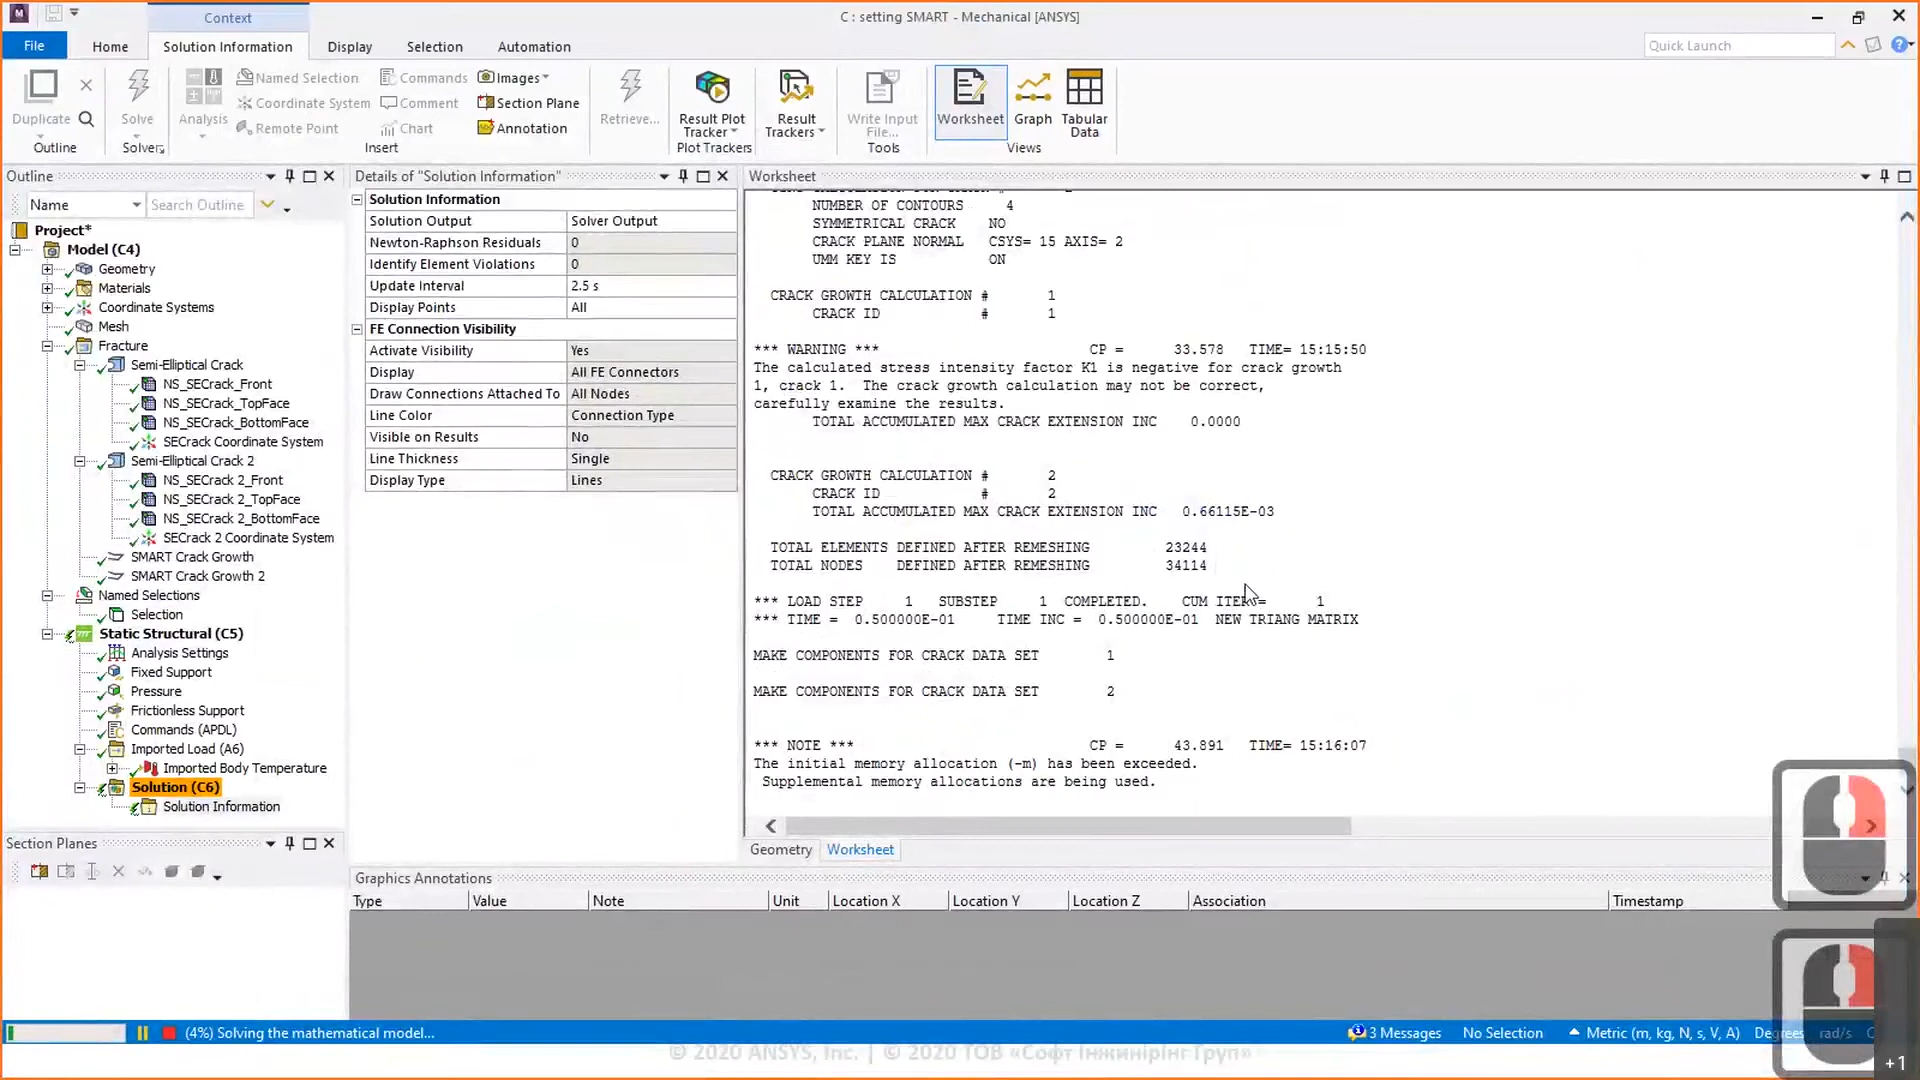 Context
C : setting SMART - Mechanical [ANSYS]
File
Home
Solution Information
Display
Selection
Automation
Quick Launch
Duplicate
Outline
Solve
Solver
Analysis
Named Selection
Coordinate System
Remote Point
Commands
Comment
Chart
Images
Section Plane
Annotation
Insert
Retrieve...
Result Plot
Tracker
Plot Trackers
Result
Trackers
Write Input
File...
Tools
Worksheet
Graph
Tabular
Data
Views
Outline
Name
Search Outline
Project*
Model (C4)
Geometry
Materials
Coordinate Systems
Mesh
Fracture
Semi-Elliptical Crack
NS_SECrack_Front
NS_SECrack_TopFace
NS_SECrack_BottomFace
SECrack Coordinate System
Semi-Elliptical Crack 2
NS_SECrack 2_Front
NS_SECrack 2_TopFace
NS_SECrack 2_BottomFace
SECrack 2 Coordinate System
SMART Crack Growth
SMART Crack Growth 2
Named Selections
Selection
Static Structural (C5)
Analysis Settings
Fixed Support
Pressure
Frictionless Support
Commands (APDL)
Imported Load (A6)
Imported Body Temperature
Solution (C6)
Solution Information
Section Planes
Details of "Solution Information"
Solution Information
Solution Output Solver Output
Newton-Raphson Residuals 0
Identify Element Violations 0
Update Interval 2.5 s
Display Points All
FE Connection Visibility
Activate Visibility Yes
Display All FE Connectors
Draw Connections Attached To All Nodes
Line Color Connection Type
Visible on Results No
Line Thickness Single
Display Type Lines
Worksheet
NUMBER OF CONTOURS 4
SYMMETRICAL CRACK NO
CRACK PLANE NORMAL CSYS= 15 AXIS= 2
UMM KEY IS ON
CRACK GROWTH CALCULATION # 1
CRACK ID # 1
*** WARNING *** CP = 33.578 TIME= 15:15:50
The calculated stress intensity factor K1 is negative for crack growth
1, crack 1. The crack growth calculation may not be correct,
carefully examine the results.
TOTAL ACCUMULATED MAX CRACK EXTENSION INC 0.0000
CRACK GROWTH CALCULATION # 2
CRACK ID # 2
TOTAL ACCUMULATED MAX CRACK EXTENSION INC 0.66115E-03
TOTAL ELEMENTS DEFINED AFTER REMESHING 23244
TOTAL NODES DEFINED AFTER REMESHING 34114
*** LOAD STEP 1 SUBSTEP 1 COMPLETED. CUM ITER = 1
*** TIME = 0.500000E-01 TIME INC = 0.500000E-01 NEW TRIANG MATRIX
MAKE COMPONENTS FOR CRACK DATA SET 1
MAKE COMPONENTS FOR CRACK DATA SET 2
*** NOTE *** CP = 43.891 TIME= 15:16:07
The initial memory allocation (-m) has been exceeded.
Supplemental memory allocations are being used.
Geometry
Worksheet
Graphics Annotations
Type Value Note Unit Location X Location Y Location Z Association Timestamp
(4%) Solving the mathematical model...
3 Messages
No Selection
Metric (m, kg, N, s, V, A)
Degrees
rad/s
© 2020 ANSYS, Inc. | © 2020 ТОВ «Софт Інжинірінг Груп»
+1